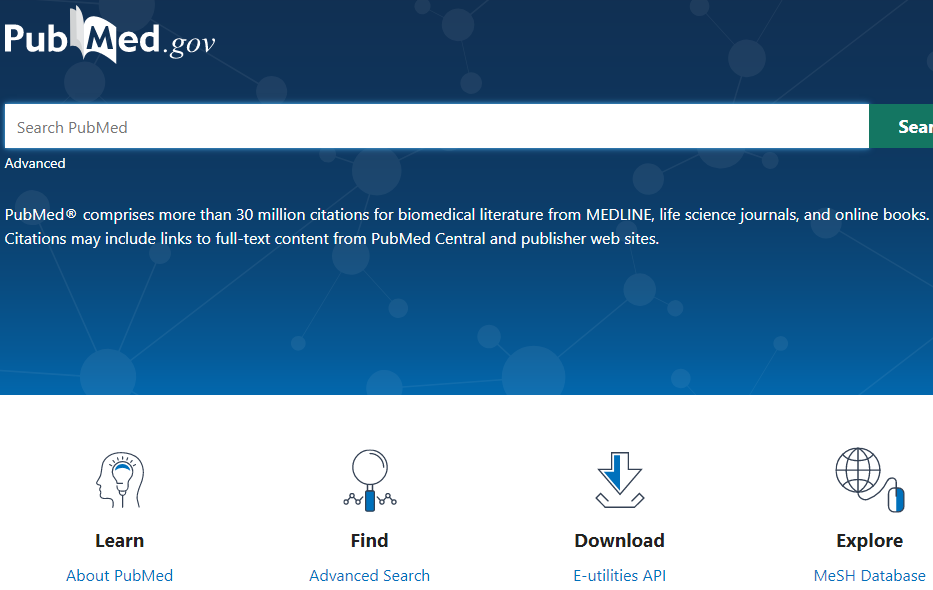 PubMed.gov
Search PubMed
Sear
Advanced
PubMed® comprises more than 30 million citations for biomedical literature from MEDLINE, life science journals, and online books.
Citations may include links to full-text content from PubMed Central and publisher web sites.
Learn Find Download Explore
About PubMed Advanced Search E-utilities API MeSH Database